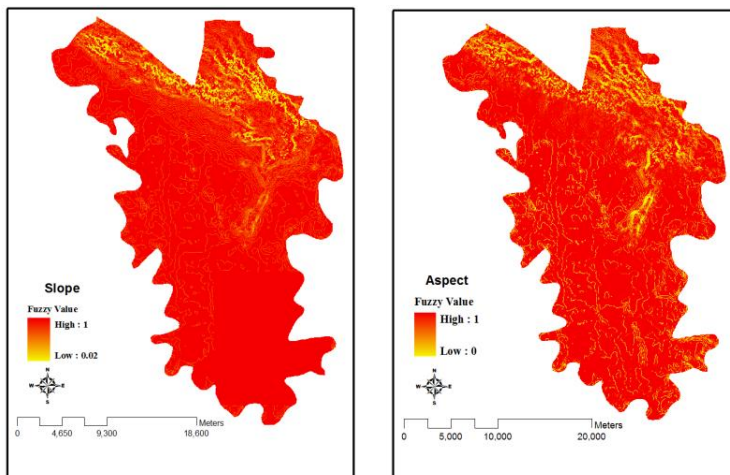 Slope
Fuzzy Value
High : 1
Low : 0.02
N
W E
S
Meters
0 4,650 9,300 18,600
Aspect
Fuzzy Value
High : 1
Low : 0
N
W E
S
Meters
0 5,000 10,000 20,000